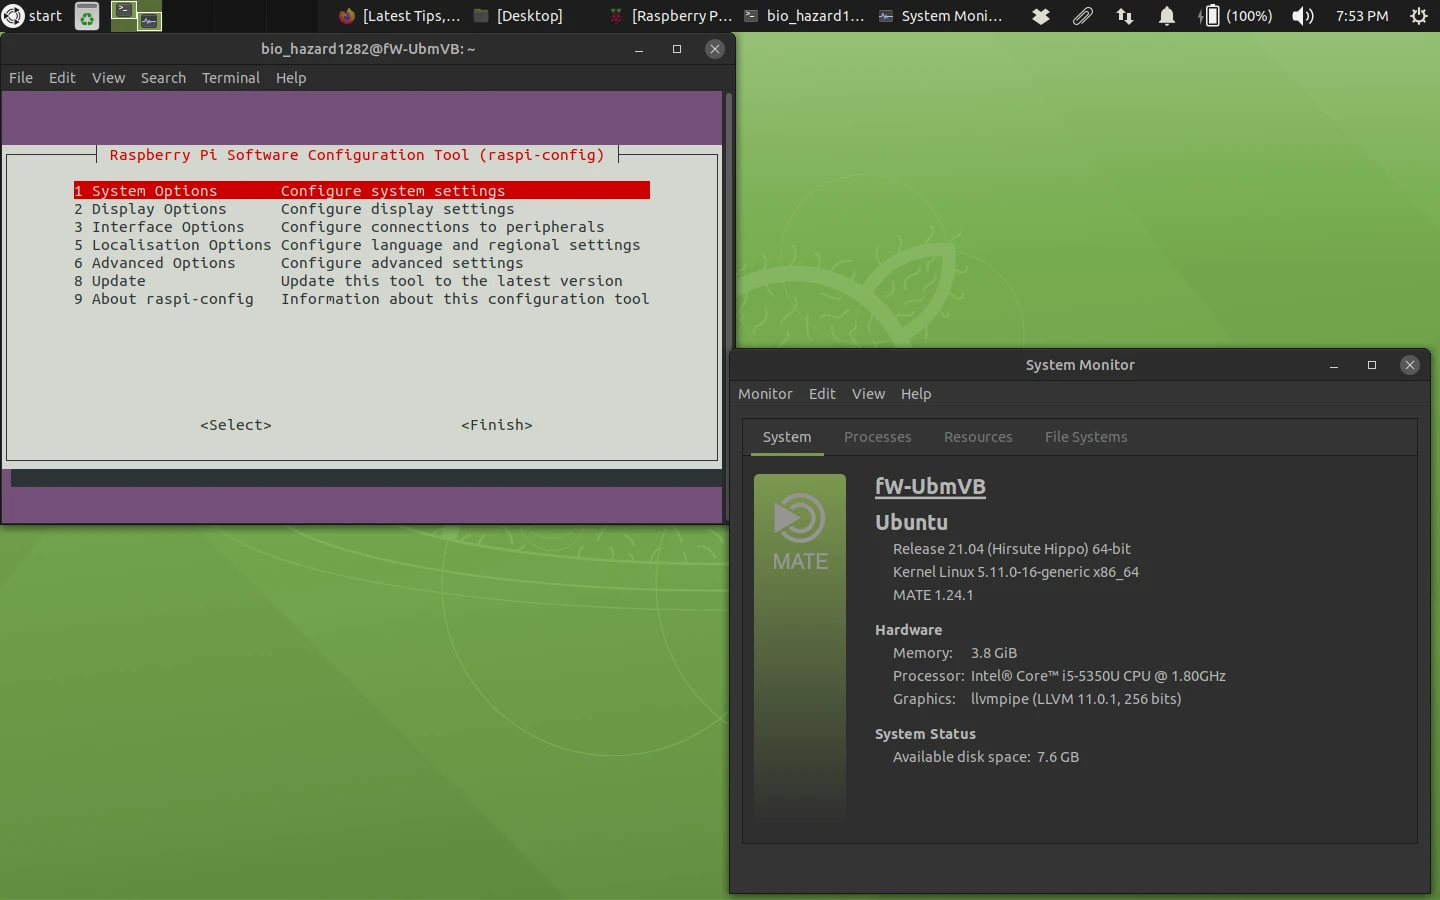 start
[Latest Tips,...
[Desktop]
[Raspberry P...
bio_hazard1...
System Moni...
(100%)
7:53 PM
bio_hazard1282@fW-UbmVB: ~
File Edit View Search Terminal Help
Raspberry Pi Software Configuration Tool (raspi-config)
1 System Options Configure system settings
2 Display Options Configure display settings
3 Interface Options Configure connections to peripherals
5 Localisation Options Configure language and regional settings
6 Advanced Options Configure advanced settings
8 Update Update this tool to the latest version
9 About raspi-config Information about this configuration tool
<Select> <Finish>
System Monitor
Monitor Edit View Help
System Processes Resources File Systems
MATE
fW-UbmVB
Ubuntu
Release 21.04 (Hirsute Hippo) 64-bit
Kernel Linux 5.11.0-16-generic x86_64
MATE 1.24.1
Hardware
Memory: 3.8 GiB
Processor: Intel® Core™ i5-5350U CPU @ 1.80GHz
Graphics: llvmpipe (LLVM 11.0.1, 256 bits)
System Status
Available disk space: 7.6 GB